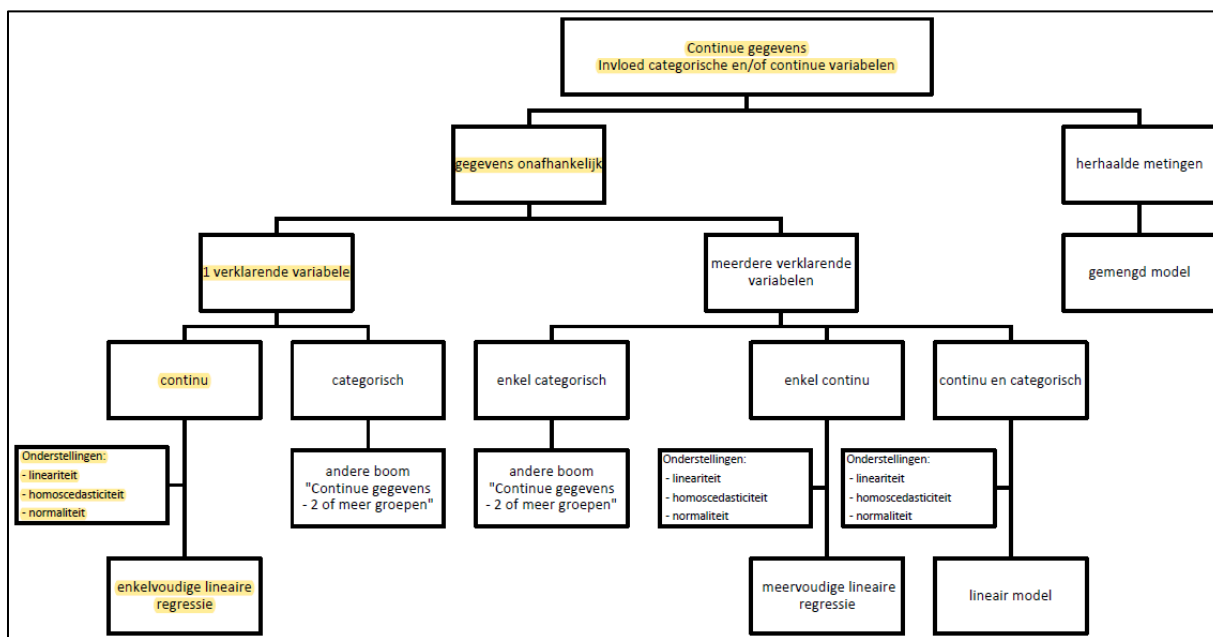 Continue gegevens
Invloed categorische en/of continue variabelen
gegevens onafhankelijk
herhaalde metingen
1 verklarende variabele
meerdere verklarende
variabelen
gemengd model
continu
categorisch
enkel categorisch
enkel continu
continu en categorisch
Onderstellingen:
- lineariteit
- homoscedasticiteit
- normaliteit
andere boom
"Continue gegevens
- 2 of meer groepen"
andere boom
"Continue gegevens
- 2 of meer groepen"
Onderstellingen:
- lineariteit
- homoscedasticiteit
- normaliteit
Onderstellingen:
- lineariteit
- homoscedasticiteit
- normaliteit
enkelvoudige lineaire
regressie
meervoudige lineaire
regressie
lineair model